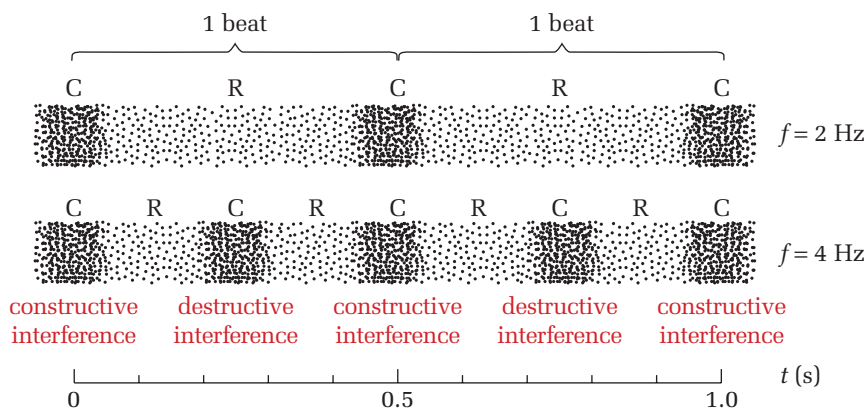 1 beat 1 beat
C R C R C
f = 2 Hz
C R C R C R C R C
f = 4 Hz
constructive destructive constructive destructive constructive
interference interference interference interference interference
t (s)
0 0.5 1.0